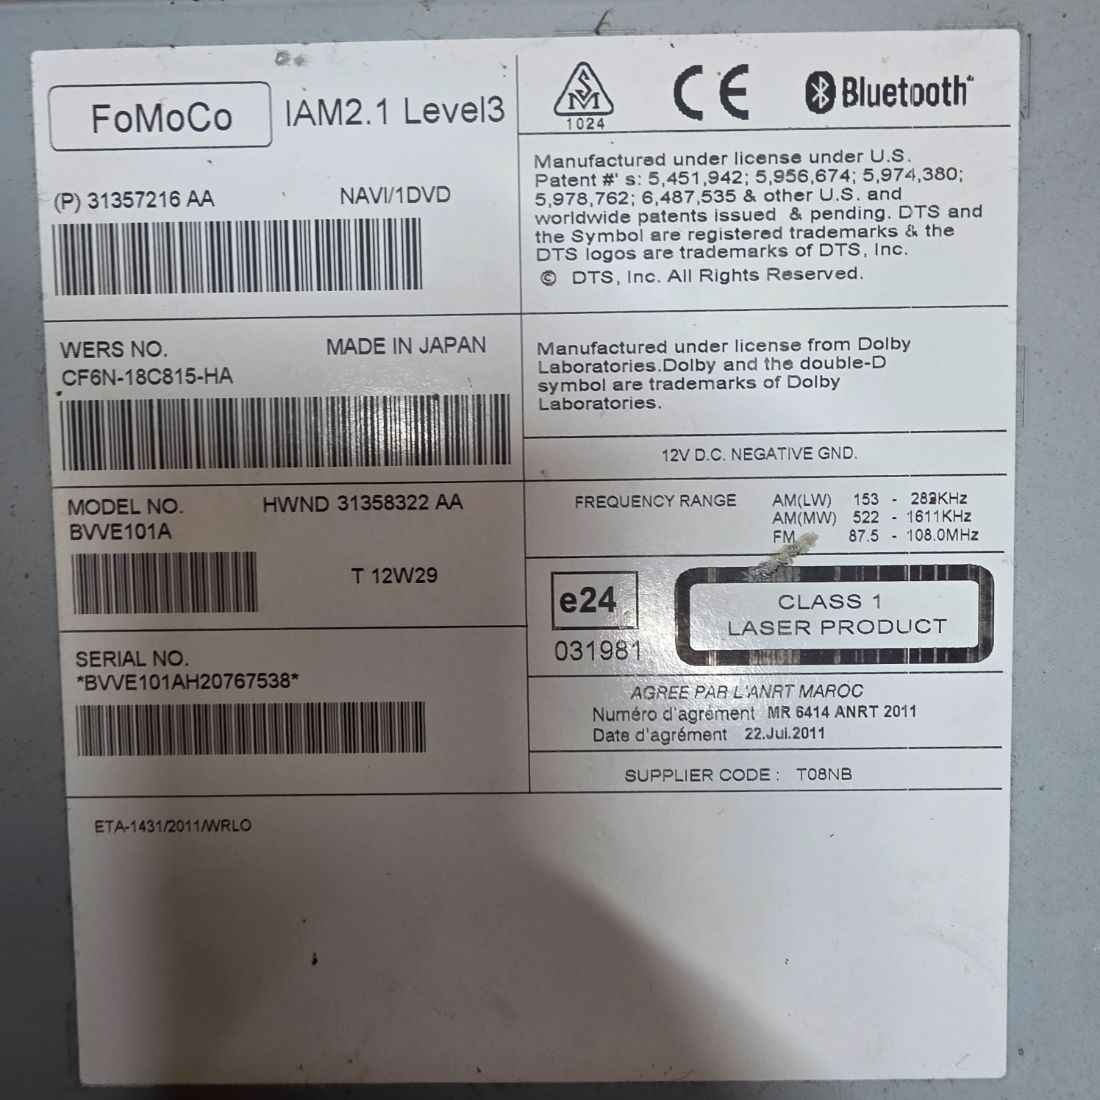 FoMoCo IAM2.1 Level3
(P) 31357216 AA NAVI/1DVD
WERS NO. MADE IN JAPAN
CF6N-18C815-HA
MODEL NO. HWND 31358322 AA
BVVE101A
T 12W29
SERIAL NO.
*BVVE101AH20767538*
ETA-1431/2011/WRLO
SM
1024
CE
Bluetooth
Manufactured under license under U.S.
Patent #' s: 5,451,942; 5,956,674; 5,974,380;
5,978,762; 6,487,535 & other U.S. and
worldwide patents issued & pending. DTS and
the Symbol are registered trademarks & the
DTS logos are trademarks of DTS, Inc.
© DTS, Inc. All Rights Reserved.
Manufactured under license from Dolby
Laboratories.Dolby and the double-D
symbol are trademarks of Dolby
Laboratories.
12V D.C. NEGATIVE GND.
FREQUENCY RANGE AM(LW) 153 - 282KHz
AM(MW) 522 - 1611KHz
FM 87.5 - 108.0MHz
e24
031981
CLASS 1
LASER PRODUCT
AGREE PAR L'ANRT MAROC
Numéro d'agrément MR 6414 ANRT 2011
Date d'agrément 22.Jul.2011
SUPPLIER CODE : T08NB